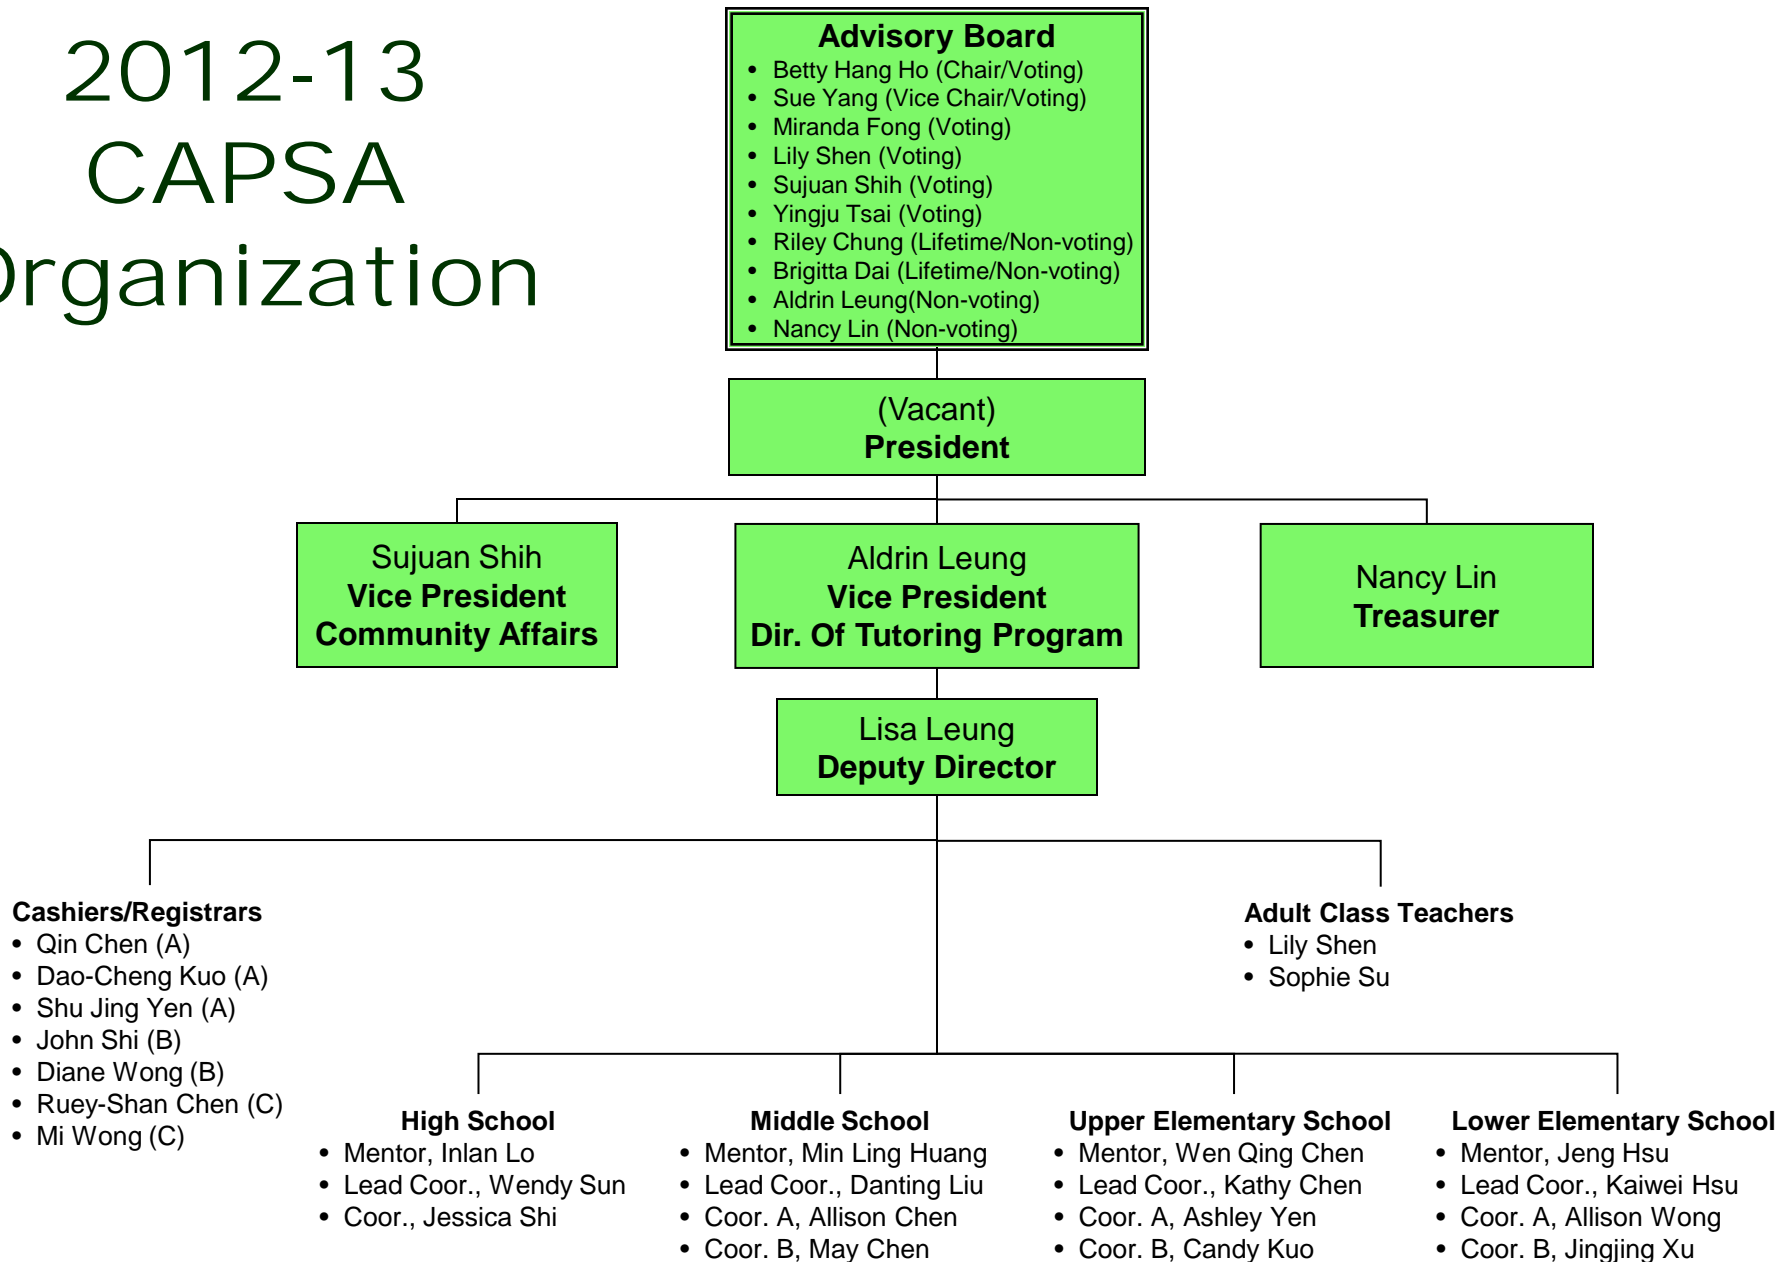 2012-13
CAPSA
Organization
Advisory Board
• Betty Hang Ho (Chair/Voting)
• Sue Yang (Vice Chair/Voting)
• Miranda Fong (Voting)
• Lily Shen (Voting)
• Sujuan Shih (Voting)
• Yingju Tsai (Voting)
• Riley Chung (Lifetime/Non-voting)
• Brigitta Dai (Lifetime/Non-voting)
• Aldrin Leung(Non-voting)
• Nancy Lin (Non-voting)
(Vacant)
President
Sujuan Shih
Vice President
Community Affairs
Aldrin Leung
Vice President
Dir. Of Tutoring Program
Nancy Lin
Treasurer
Lisa Leung
Deputy Director
Cashiers/Registrars
• Qin Chen (A)
• Dao-Cheng Kuo (A)
• Shu Jing Yen (A)
• John Shi (B)
• Diane Wong (B)
• Ruey-Shan Chen (C)
• Mi Wong (C)
Adult Class Teachers
• Lily Shen
• Sophie Su
High School
• Mentor, Inlan Lo
• Lead Coor., Wendy Sun
• Coor., Jessica Shi
Middle School
• Mentor, Min Ling Huang
• Lead Coor., Danting Liu
• Coor. A, Allison Chen
• Coor. B, May Chen
Upper Elementary School
• Mentor, Wen Qing Chen
• Lead Coor., Kathy Chen
• Coor. A, Ashley Yen
• Coor. B, Candy Kuo
Lower Elementary School
• Mentor, Jeng Hsu
• Lead Coor., Kaiwei Hsu
• Coor. A, Allison Wong
• Coor. B, Jingjing Xu